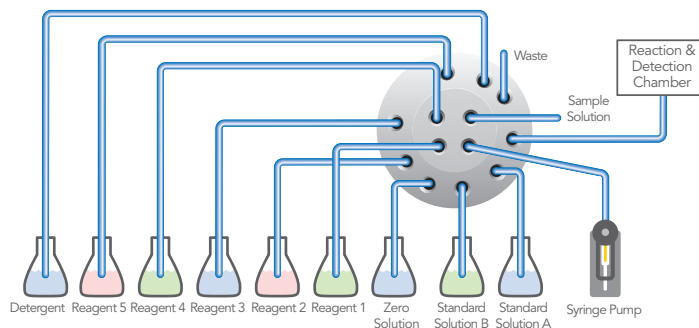 Waste
Reaction &
Detection
Chamber
Sample
Solution
Detergent
Reagent 5
Reagent 4
Reagent 3
Reagent 2
Reagent 1
Zero
Solution
Standard
Solution B
Standard
Solution A
Syringe Pump